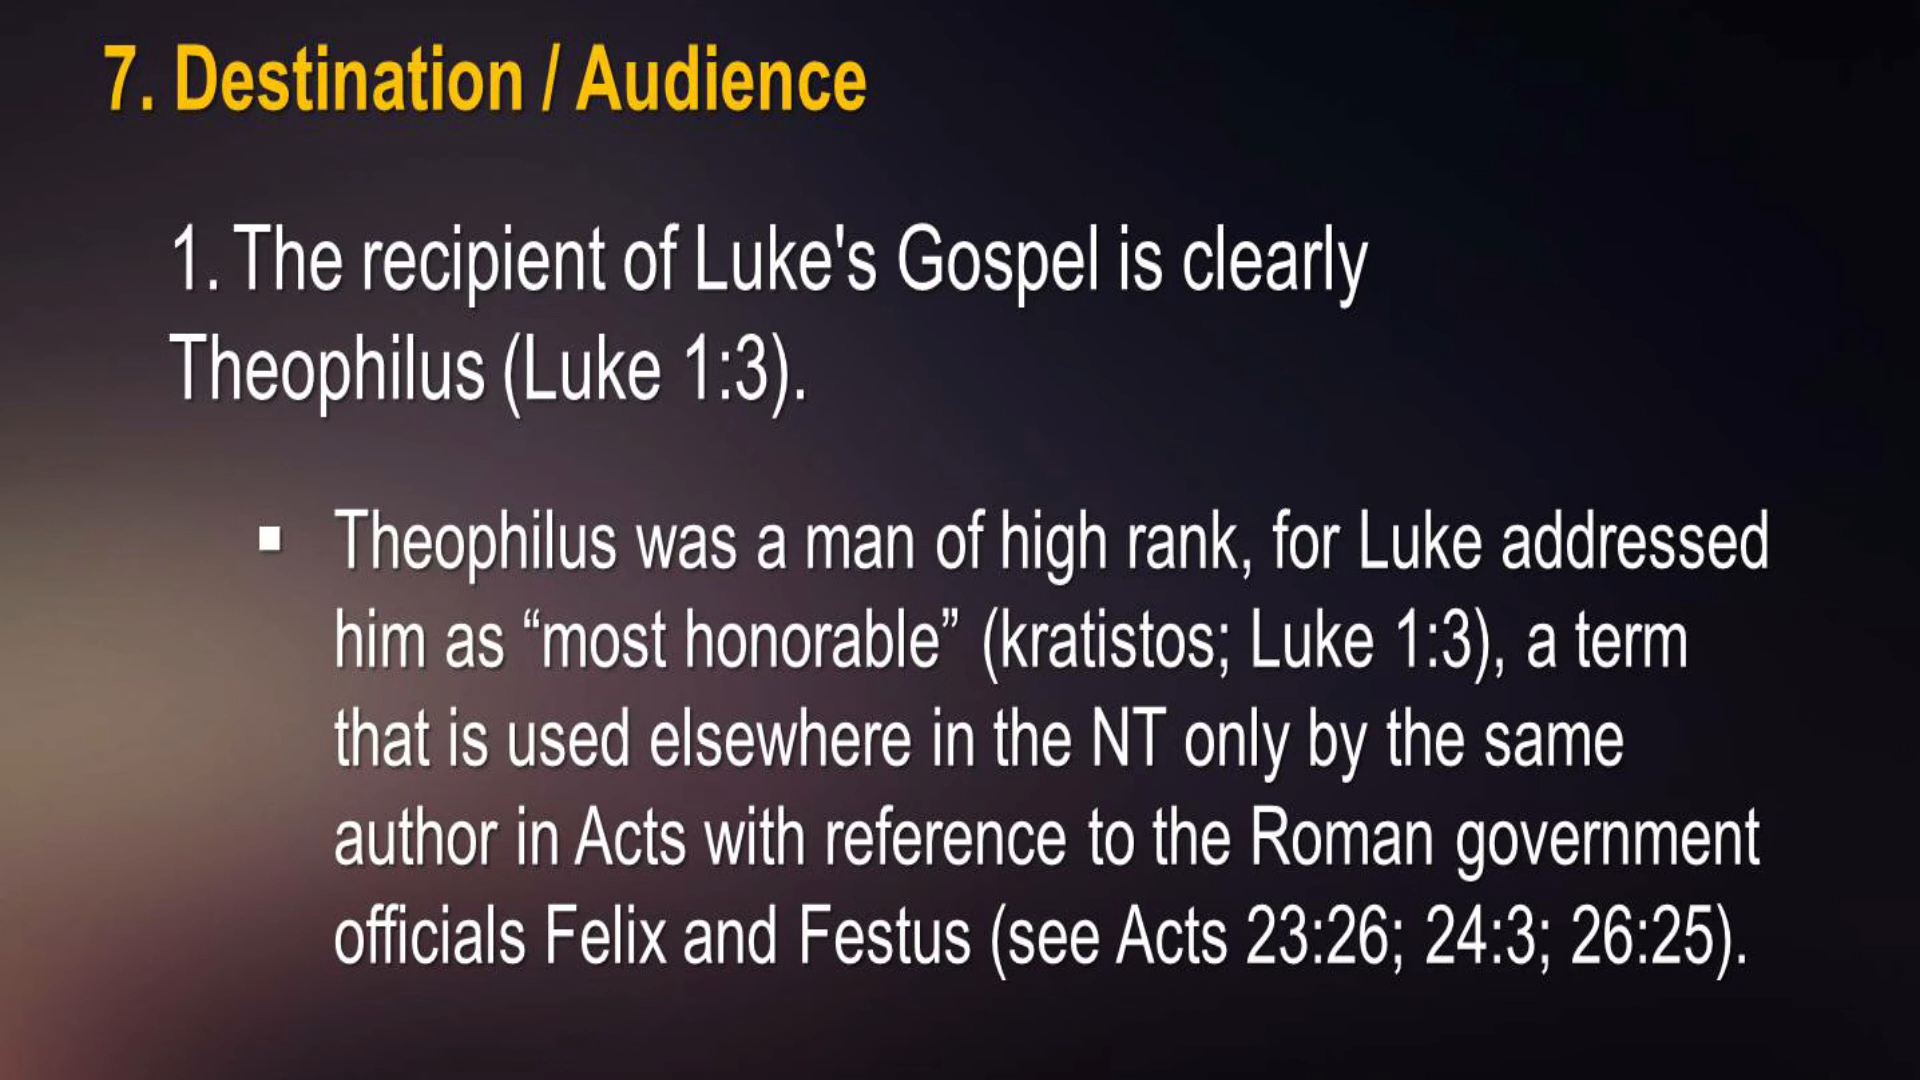 7. Destination / Audience
1. The recipient of Luke's Gospel is clearly
Theophilus (Luke 1:3).
▪ Theophilus was a man of high rank, for Luke addressed
him as “most honorable” (kratistos; Luke 1:3), a term
that is used elsewhere in the NT only by the same
author in Acts with reference to the Roman government
officials Felix and Festus (see Acts 23:26; 24:3; 26:25).